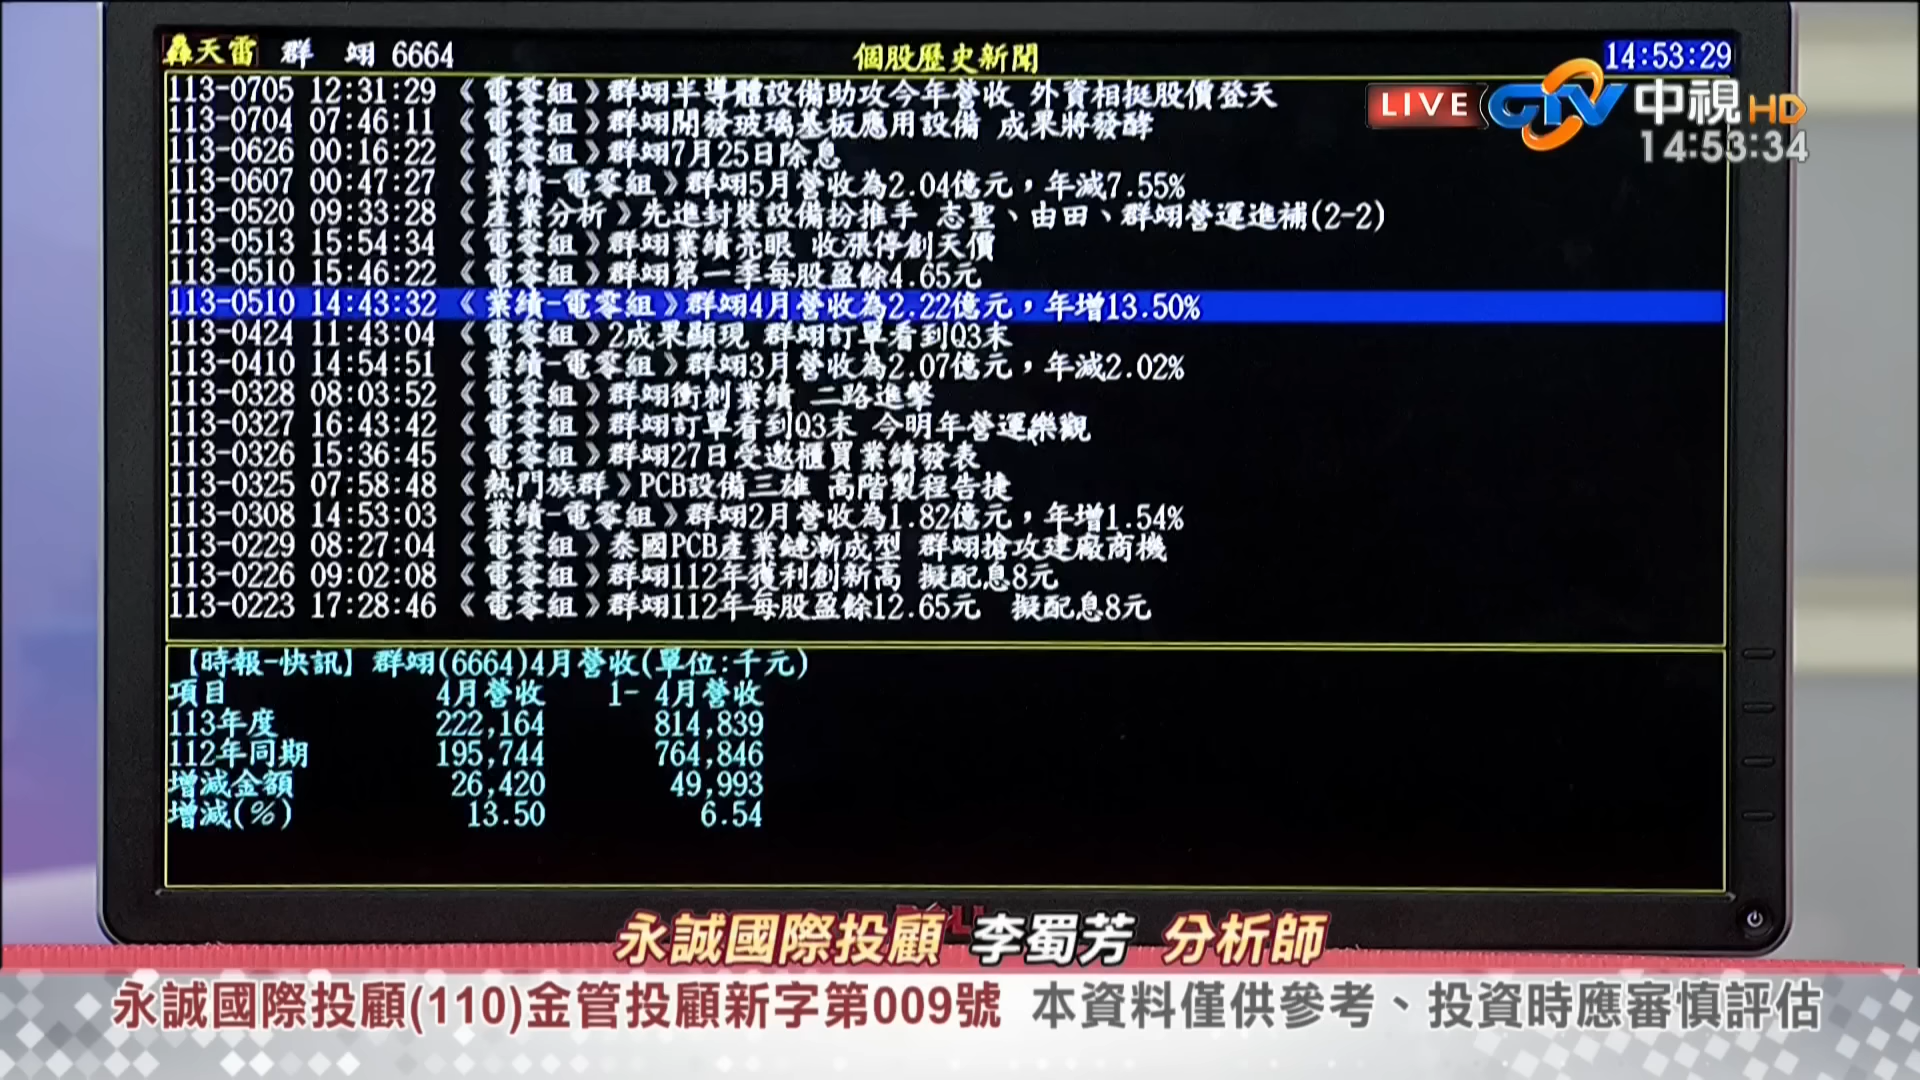 轟天雷 群 翊 6664 個股歷史新聞 14:53:29
113-0705 12:31:29 《電零組》群翊半導體設備助攻今年營收 外資相挺股價登天
113-0704 07:46:11 《電零組》群翊開發玻璃基板應用設備 成果將發酵
113-0626 00:16:22 《電零組》群翊7月25日除息
113-0607 00:47:27 《業績-電零組》群翊5月營收為2.04億元，年減7.55%
113-0520 09:33:28 《產業分析》先進封裝設備扮推手 志聖、由田、群翊營運進補(2-2)
113-0513 15:54:34 《電零組》群翊業績亮眼 收漲停創天價
113-0510 15:46:22 《電零組》群翊第一季每股盈餘4.65元
113-0510 14:43:32 《業績-電零組》群翊4月營收為2.22億元，年增13.50%
113-0424 11:43:04 《電零組》2成果顯現 群翊訂單看到Q3末
113-0410 14:54:51 《業績-電零組》群翊3月營收為2.07億元，年減2.02%
113-0328 08:03:52 《電零組》群翊衝刺業績 二路進擊
113-0327 16:43:42 《電零組》群翊訂單看到Q3末 今明年營運樂觀
113-0326 15:36:45 《電零組》群翊27日受邀櫃買業績發表
113-0325 07:58:48 《熱門族群》PCB設備三雄 高階製程告捷
113-0308 14:53:03 《業績-電零組》群翊2月營收為1.82億元，年增1.54%
113-0229 08:27:04 《電零組》泰國PCB產業鏈漸成型 群翊搶攻建廠商機
113-0226 09:02:08 《電零組》群翊112年獲利創新高 擬配息8元
113-0223 17:28:46 《電零組》群翊112年每股盈餘12.65元 擬配息8元
LIVE CTV 中視 HD
14:53:34
【時報-快訊】群翊(6664)4月營收(單位:千元)
項目 4月營收 1- 4月營收
113年度 222,164 814,839
112年同期 195,744 764,846
增減金額 26,420 49,993
增減(%) 13.50 6.54
永誠國際投顧 李蜀芳 分析師
永誠國際投顧(110)金管投顧新字第009號 本資料僅供參考、投資時應審慎評估